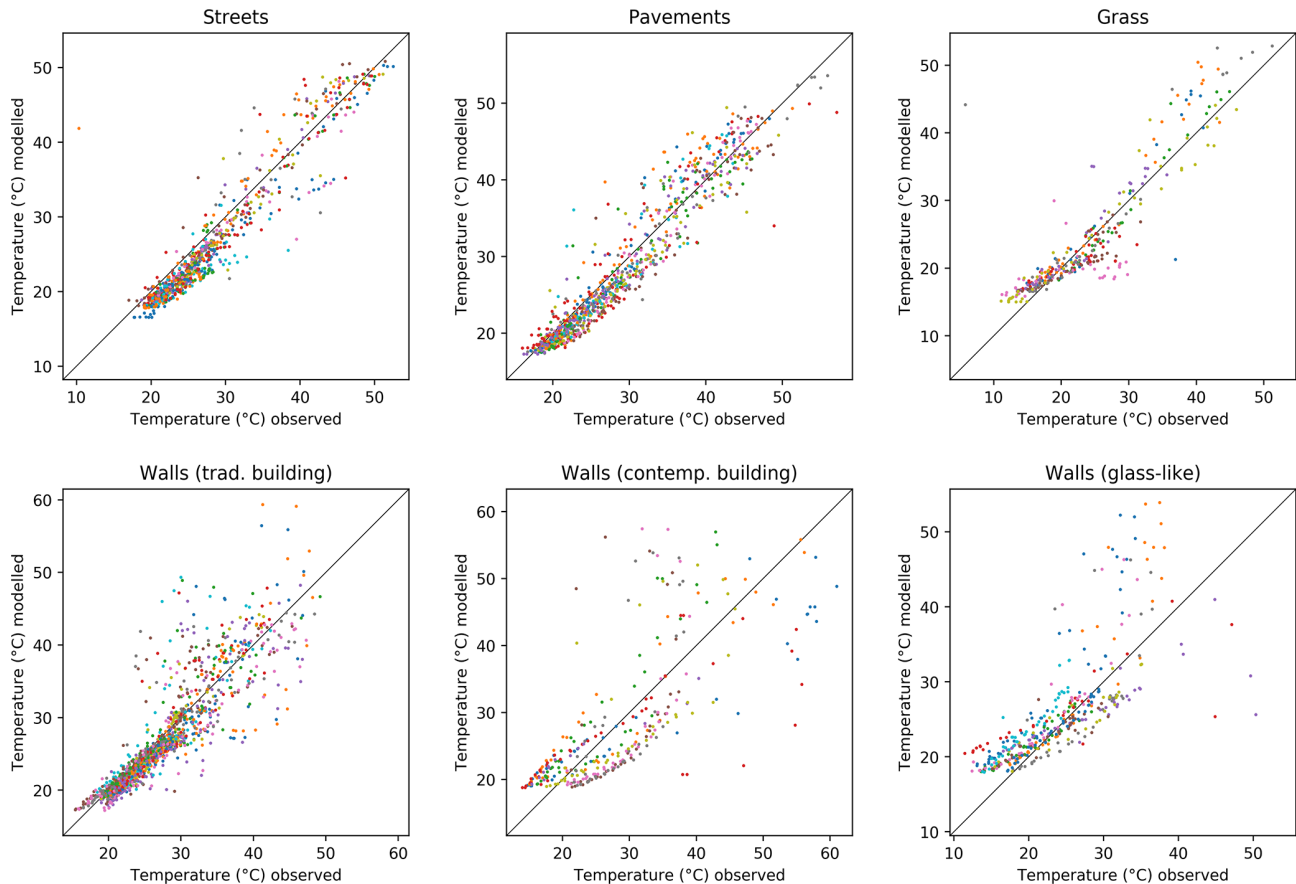 Streets
Pavements
Grass
Temperature (°C) modelled
50
40
30
20
10
10 20 30 40 50
Temperature (°C) observed
Temperature (°C) modelled
50
40
30
20
20 30 40 50
Temperature (°C) observed
Temperature (°C) modelled
50
40
30
20
10
10 20 30 40 50
Temperature (°C) observed
Walls (trad. building)
Walls (contemp. building)
Walls (glass-like)
Temperature (°C) modelled
60
50
40
30
20
20 30 40 50 60
Temperature (°C) observed
Temperature (°C) modelled
60
50
40
30
20
20 30 40 50 60
Temperature (°C) observed
Temperature (°C) modelled
50
40
30
20
10
10 20 30 40 50
Temperature (°C) observed